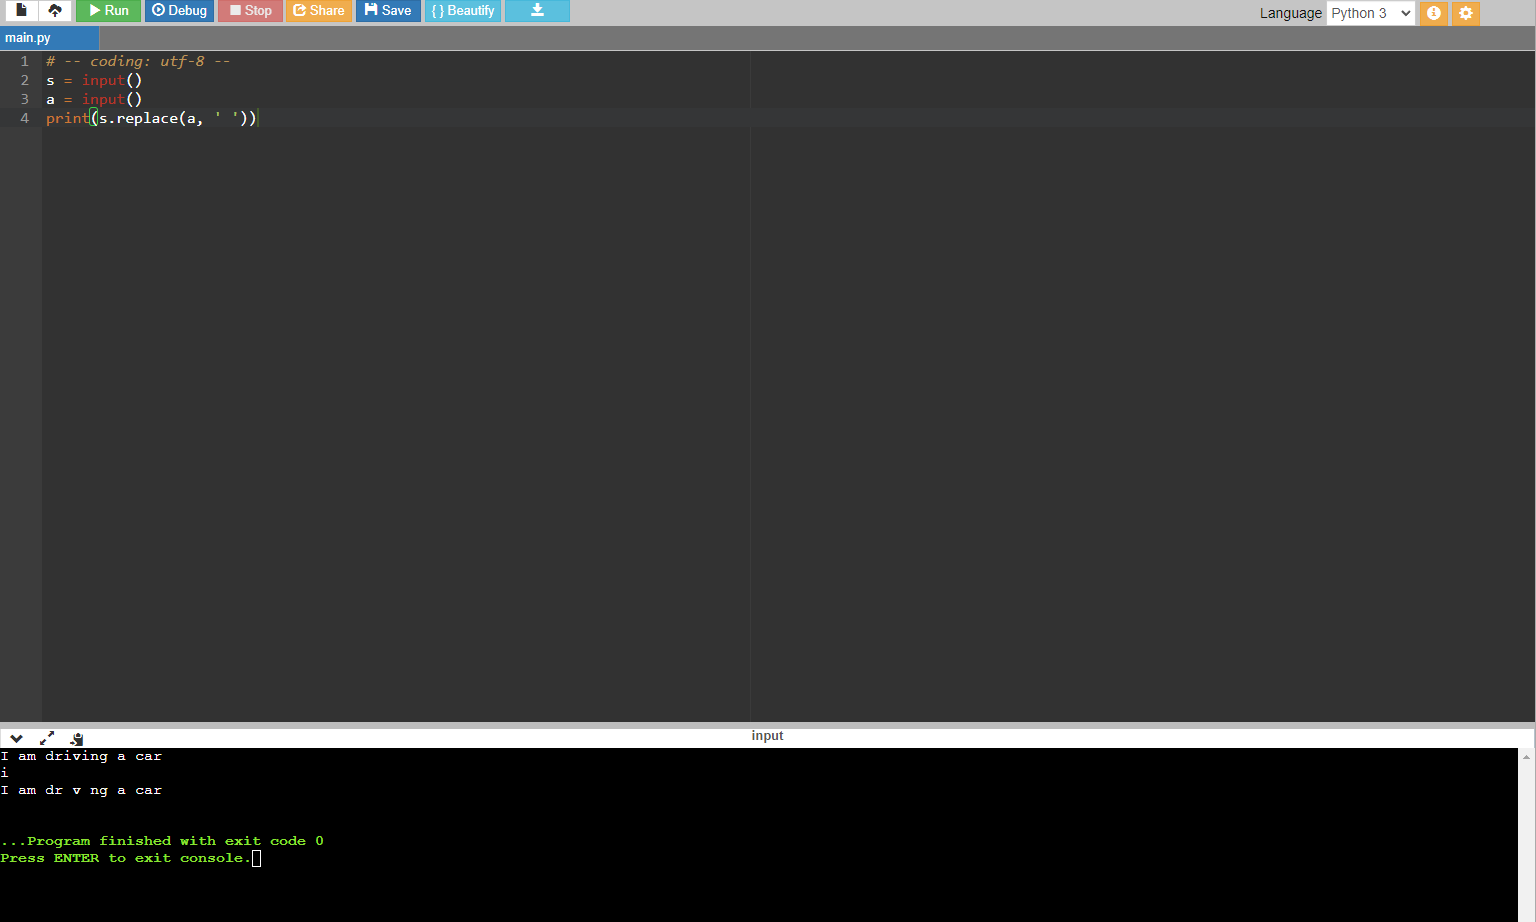 Run Debug Stop Share Save { } Beautify Language Python 3
main.py
1 # -- coding: utf-8 --
2 s = input()
3 a = input()
4 print(s.replace(a, ' '))
input
I am driving a car
i
I am dr v ng a car
...Program finished with exit code 0
Press ENTER to exit console.